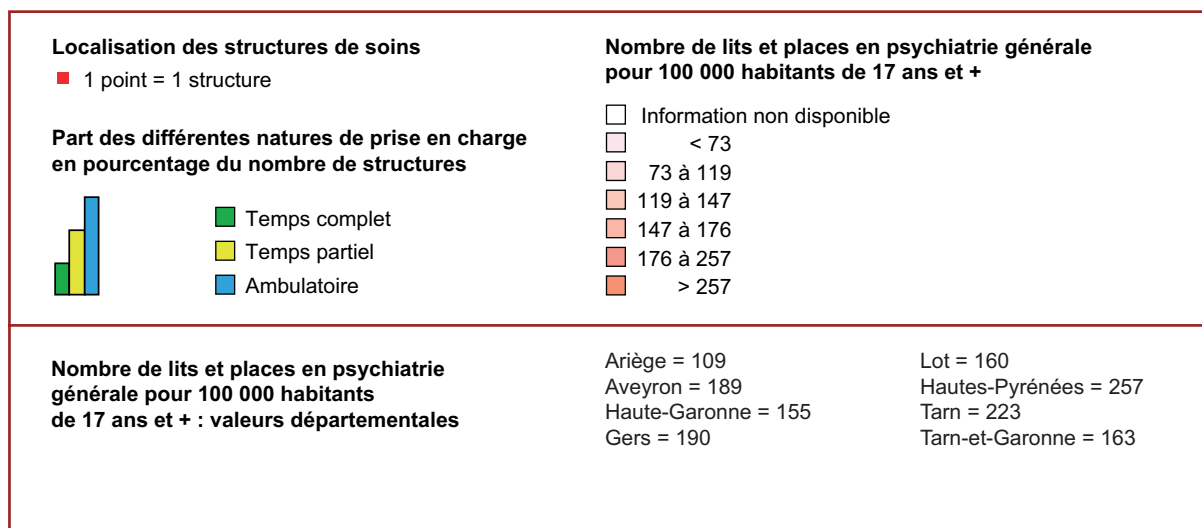 Localisation des structures de soins
1 point = 1 structure
Part des différentes natures de prise en charge
en pourcentage du nombre de structures
Temps complet
Temps partiel
Ambulatoire
Nombre de lits et places en psychiatrie générale
pour 100 000 habitants de 17 ans et +
Information non disponible
< 73
73 à 119
119 à 147
147 à 176
176 à 257
> 257
Nombre de lits et places en psychiatrie
générale pour 100 000 habitants
de 17 ans et + : valeurs départementales
Ariège = 109
Aveyron = 189
Haute-Garonne = 155
Gers = 190
Lot = 160
Hautes-Pyrénées = 257
Tarn = 223
Tarn-et-Garonne = 163